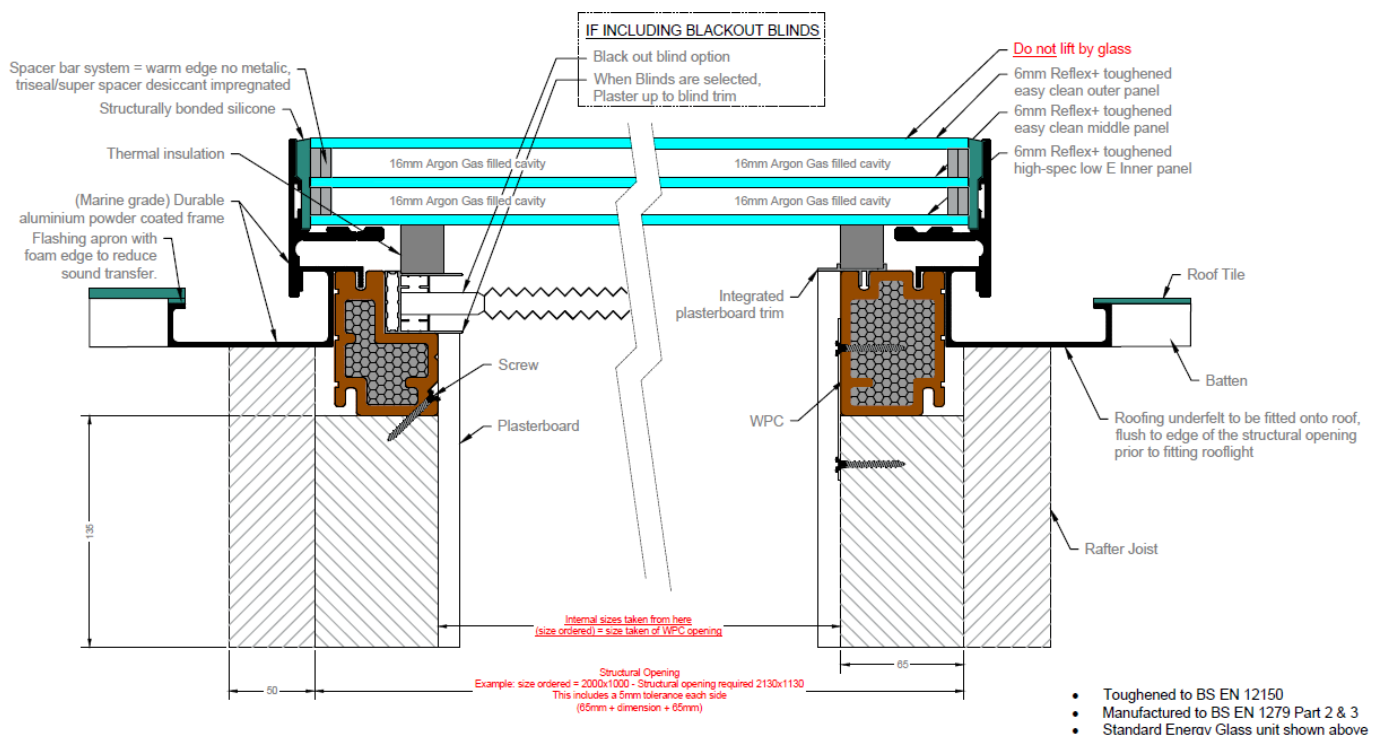 IF INCLUDING BLACKOUT BLINDS
Black out blind option
When Blinds are selected,
Plaster up to blind trim
Spacer bar system = warm edge no metalic,
triseal/super spacer desiccant impregnated
Structurally bonded silicone
Thermal insulation
(Marine grade) Durable
aluminium powder coated frame
Flashing apron with
foam edge to reduce
sound transfer.
Do not lift by glass
6mm Reflex+ toughened
easy clean outer panel
6mm Reflex+ toughened
easy clean middle panel
6mm Reflex+ toughened
high-spec low E Inner panel
16mm Argon Gas filled cavity
16mm Argon Gas filled cavity
16mm Argon Gas filled cavity
16mm Argon Gas filled cavity
Integrated
plasterboard trim
Roof Tile
Batten
Screw
Plasterboard
WPC
Roofing underfelt to be fitted onto roof,
flush to edge of the structural opening
prior to fitting rooflight
Rafter Joist
135
Internal sizes taken from here
(size ordered) = size taken of WPC opening
50
65
Structural Opening
Example: size ordered = 2000x1000 - Structural opening required 2130x1130
This includes a 5mm tolerance each side
(65mm + dimension + 65mm)
• Toughened to BS EN 12150
• Manufactured to BS EN 1279 Part 2 & 3
• Standard Energy Glass unit shown above